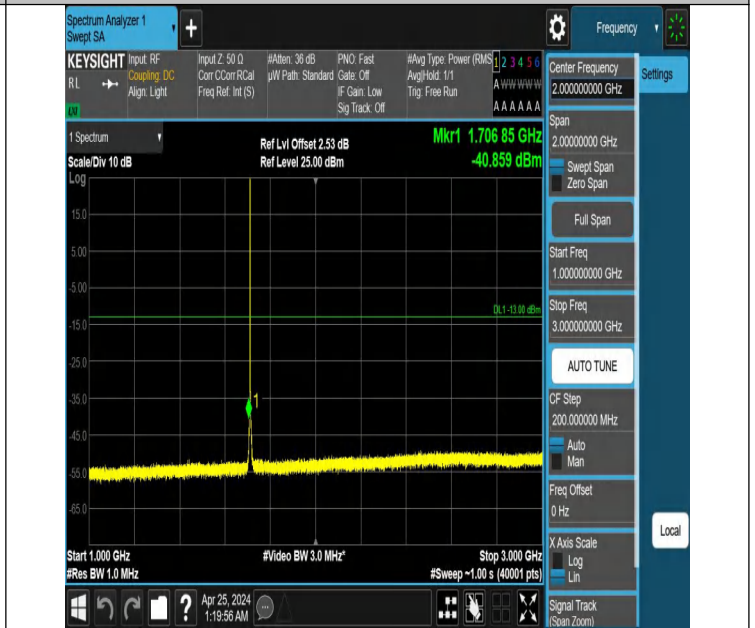 Spectrum Analyzer 1
Swept SA
Frequency
KEYSIGHT
RL
Input: RF
Coupling: DC
Align: Light
Input Z: 50 Ω
Corr CCorr RCal
Freq Ref: Int (S)
#Atten: 36 dB
µW Path: Standard
PNO: Fast
Gate: Off
IF Gain: Low
Sig Track: Off
#Avg Type: Power (RMS
Avg|Hold: 1/1
Trig: Free Run
1 2 3 4 5 6
A W W W W W
A A A A A A
1 Spectrum
Scale/Div 10 dB
Log
Ref Lvl Offset 2.53 dB
Ref Level 25.00 dBm
Mkr1 1.706 85 GHz
-40.859 dBm
15.0
5.00
-5.00
DL1 -13.00 dBm
-15.0
-25.0
-35.0
1
-45.0
-55.0
-65.0
Start 1.000 GHz
#Video BW 3.0 MHz*
Stop 3.000 GHz
#Res BW 1.0 MHz
#Sweep ~1.00 s (40001 pts)
Center Frequency
2.000000000 GHz
Settings
Span
2.00000000 GHz
Swept Span
Zero Span
Full Span
Start Freq
1.000000000 GHz
Stop Freq
3.000000000 GHz
AUTO TUNE
CF Step
200.000000 MHz
Auto
Man
Freq Offset
0 Hz
X Axis Scale
Log
Lin
Local
Signal Track
(Span Zoom)
?
Apr 25, 2024
1:19:56 AM